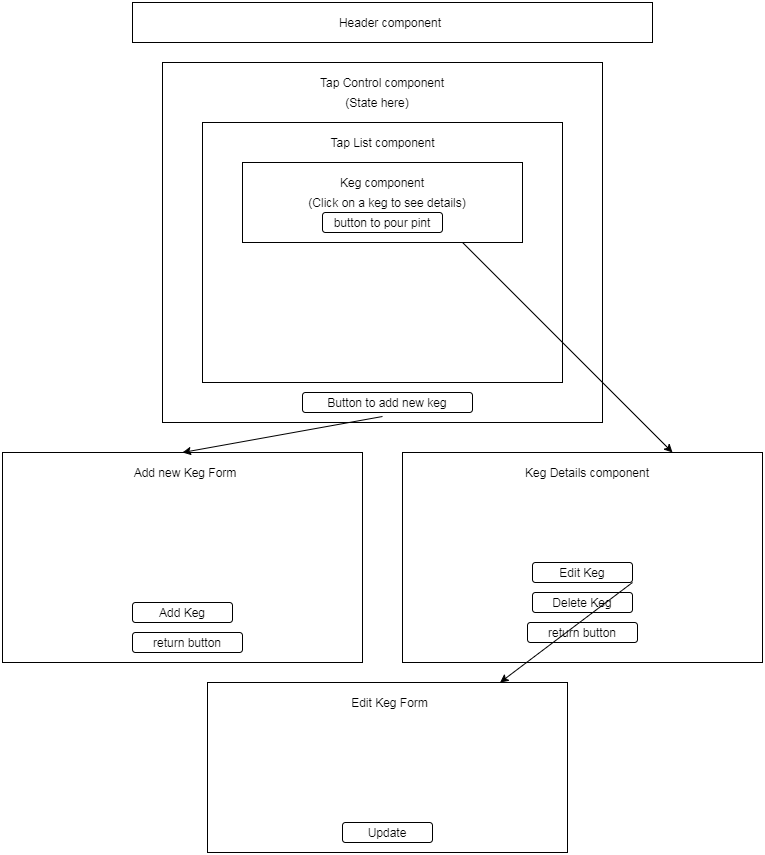 Header component
Tap Control component
(State here)
Tap List component
Keg component
(Click on a keg to see details)
button to pour pint
Button to add new keg
Add new Keg Form
Add Keg
return button
Keg Details component
Edit Keg
Delete Keg
return button
Edit Keg Form
Update